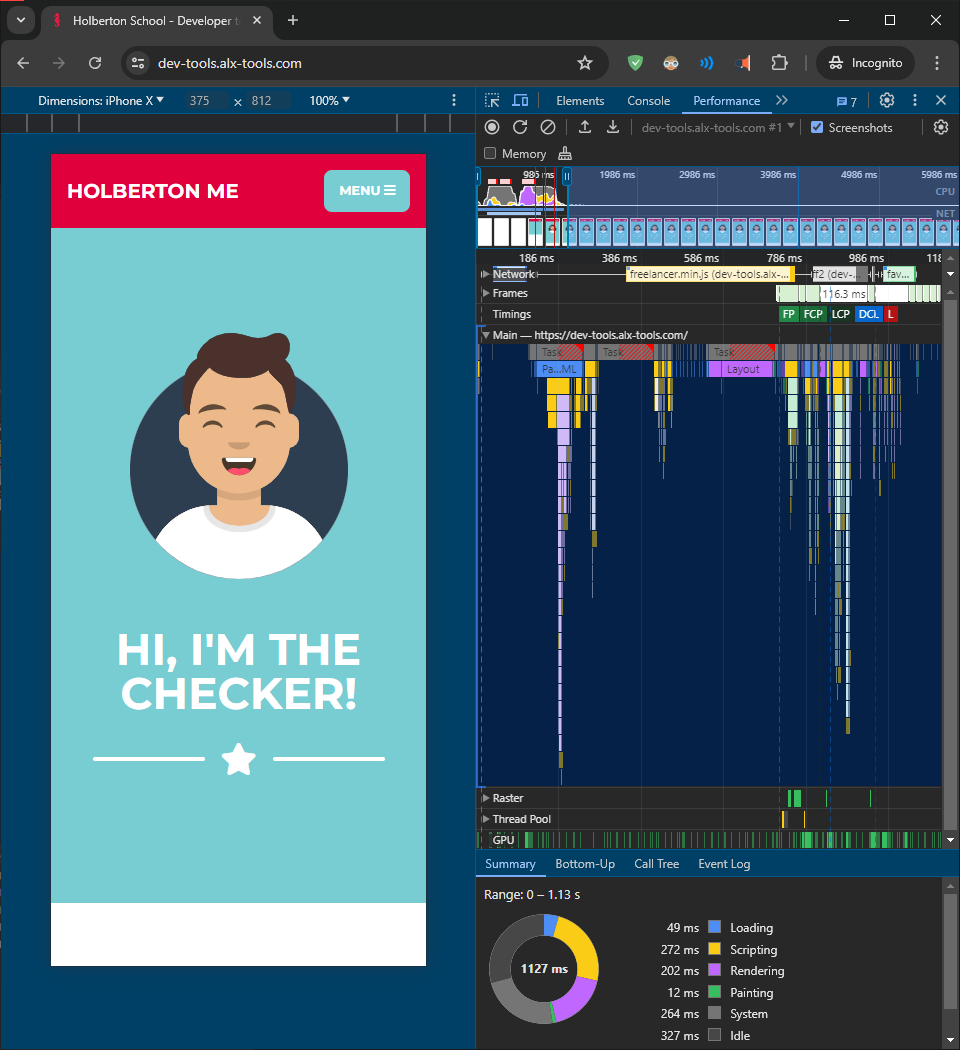 Holberton School - Developer t
dev-tools.alx-tools.com
Incognito
Dimensions: iPhone X 375 × 812 100%
Elements Console Performance 7
dev-tools.alx-tools.com #1 Screenshots
Memory
986 ms 1986 ms 2986 ms 3986 ms 4986 ms 5986 ms
CPU
NET
186 ms 386 ms 586 ms 786 ms 986 ms 118
Network freelancer.min.js (dev-tools.alx-... ff2 (dev-... fav...
Frames 116.3 ms
Timings FP FCP LCP DCL L
Main — https://dev-tools.alx-tools.com/
Task Task Task
Pa...ML Layout
Raster
Thread Pool
GPU
Summary Bottom-Up Call Tree Event Log
Range: 0 – 1.13 s
1127 ms
49 ms Loading
272 ms Scripting
202 ms Rendering
12 ms Painting
264 ms System
327 ms Idle
HOLBERTON ME
MENU
HI, I'M THE
CHECKER!